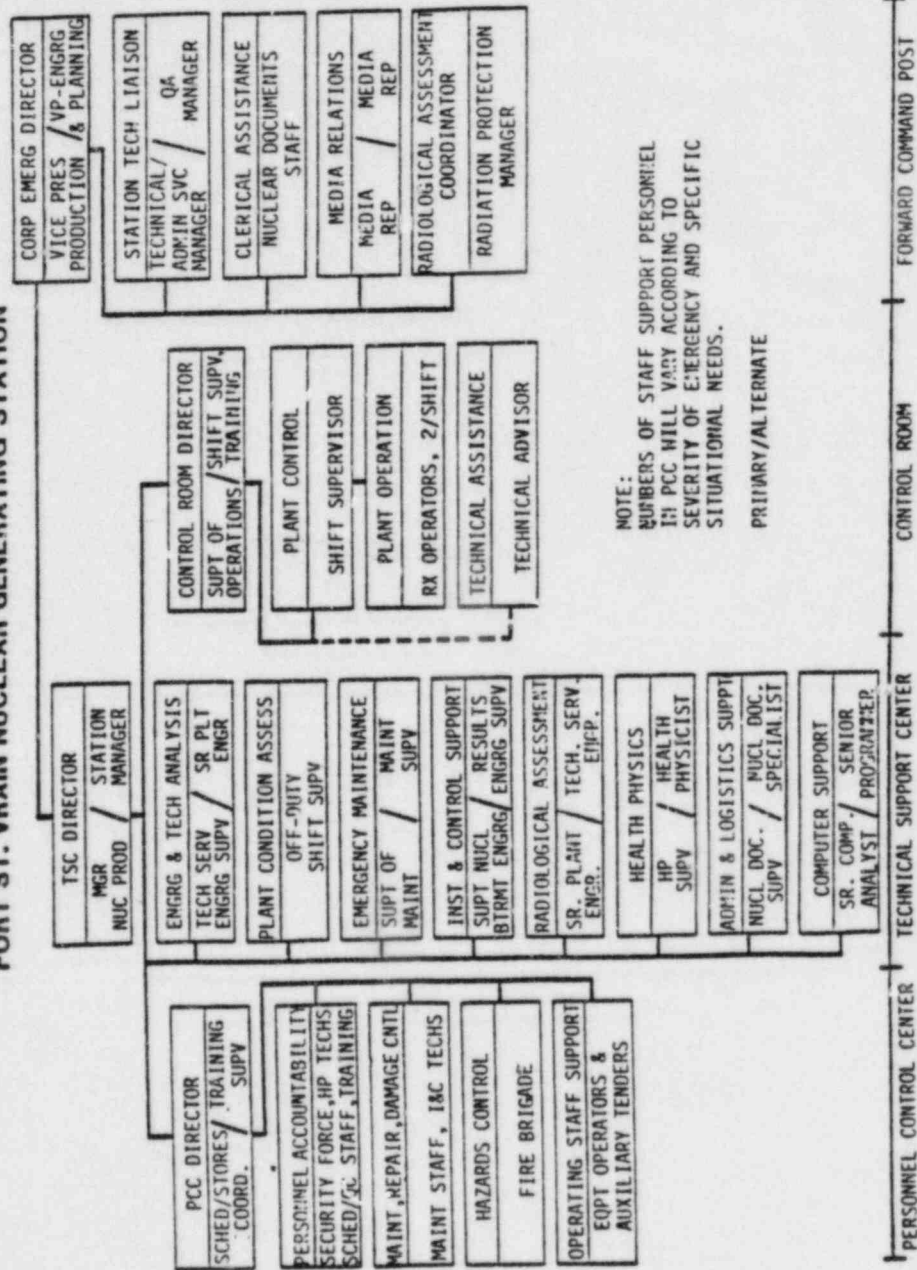 FORT ST. VRAIN NUCLEAR GENERATING STATION
CORP EMERG DIRECTOR
VICE PRES / VP-ENGRG
PRODUCTION / & PLANNING
STATION TECH LIAISON
TECHNICAL/ QA
ADMIN SVC / MANAGER
MANAGER
CLERICAL ASSISTANCE
NUCLEAR DOCUMENTS
STAFF
MEDIA RELATIONS
MEDIA / MEDIA
REP REP
RADIOLOGICAL ASSESSMENT
COORDINATOR
RADIATION PROTECTION
MANAGER
TSC DIRECTOR
MGR / STATION
NUC PROD MANAGER
CONTROL ROOM DIRECTOR
SUPT OF /SHIFT SUPV.
OPERATIONS/ TRAINING
PLANT CONTROL
SHIFT SUPERVISOR
PLANT OPERATION
RX OPERATORS, 2/SHIFT
TECHNICAL ASSISTANCE
TECHNICAL ADVISOR
ENGRG & TECH ANALYSIS
TECH SERV / SR PLT
ENGRG SUPV / ENGR
PLANT CONDITION ASSESS
OFF-DUTY
SHIFT SUPV
EMERGENCY MAINTENANCE
SUPT OF / MAINT
MAINT SUPV
INST & CONTROL SUPPORT
SUPT NUCL / RESULTS
BTRMT ENGRG/ ENGRG SUPV
RADIOLOGICAL ASSESSMENT
SR. PLANT / TECH. SERV.
ENGR. ENGR.
HEALTH PHYSICS
HP / HEALTH
SUPV PHYSICIST
ADMIN & LOGISTICS SUPPT
NUCL DOC. / NUCL DOC.
SUPV SPECIALIST
COMPUTER SUPPORT
SR. COMP. / SENIOR
ANALYST / PROGRAMMER
PCC DIRECTOR
SCHED/STORES/ TRAINING
COORD. / SUPV
PERSONNEL ACCOUNTABILITY
SECURITY FORCE,HP TECHS
SCHED/QC STAFF,TRAINING
MAINT,REPAIR,DAMAGE CNTL
MAINT STAFF, I&C TECHS
HAZARDS CONTROL
FIRE BRIGADE
OPERATING STAFF SUPPORT
EQPT OPERATORS &
AUXILIARY TENDERS
NOTE:
NUMBERS OF STAFF SUPPORT PERSONNEL
IN PCC WILL VARY ACCORDING TO
SEVERITY OF EMERGENCY AND SPECIFIC
SITUATIONAL NEEDS.
PRIMARY/ALTERNATE
PERSONNEL CONTROL CENTER
TECHNICAL SUPPORT CENTER
CONTROL ROOM
FORWARD COMMAND POST